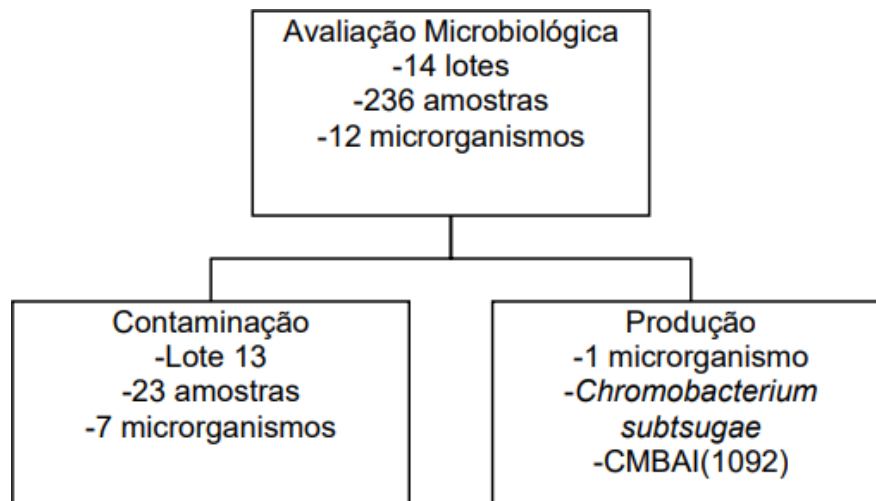 Avaliação Microbiológica
-14 lotes
-236 amostras
-12 microrganismos
Contaminação
-Lote 13
-23 amostras
-7 microrganismos
Produção
-1 microrganismo
-Chromobacterium
subtsugae
-CMBAI(1092)